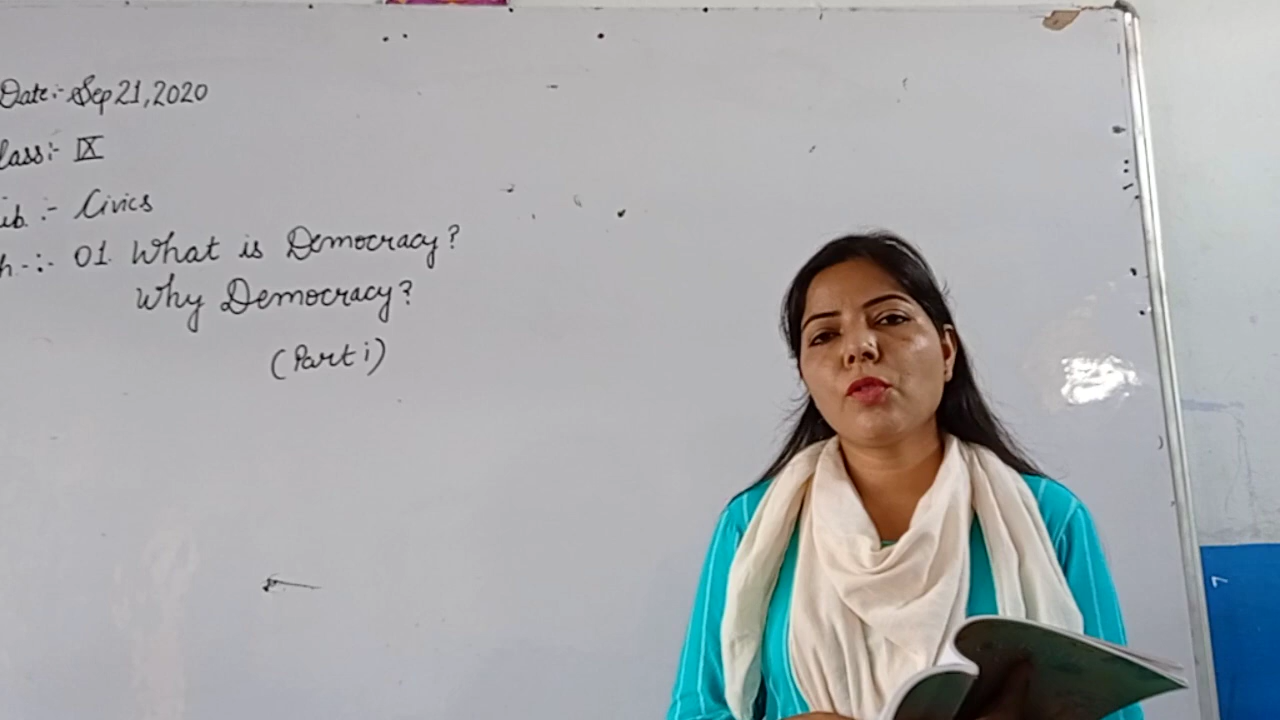 Date:- Sep 21, 2020
lass:- IX
ub. :- Civics
h.-:- 01. What is Democracy?
Why Democracy?
(Part i)